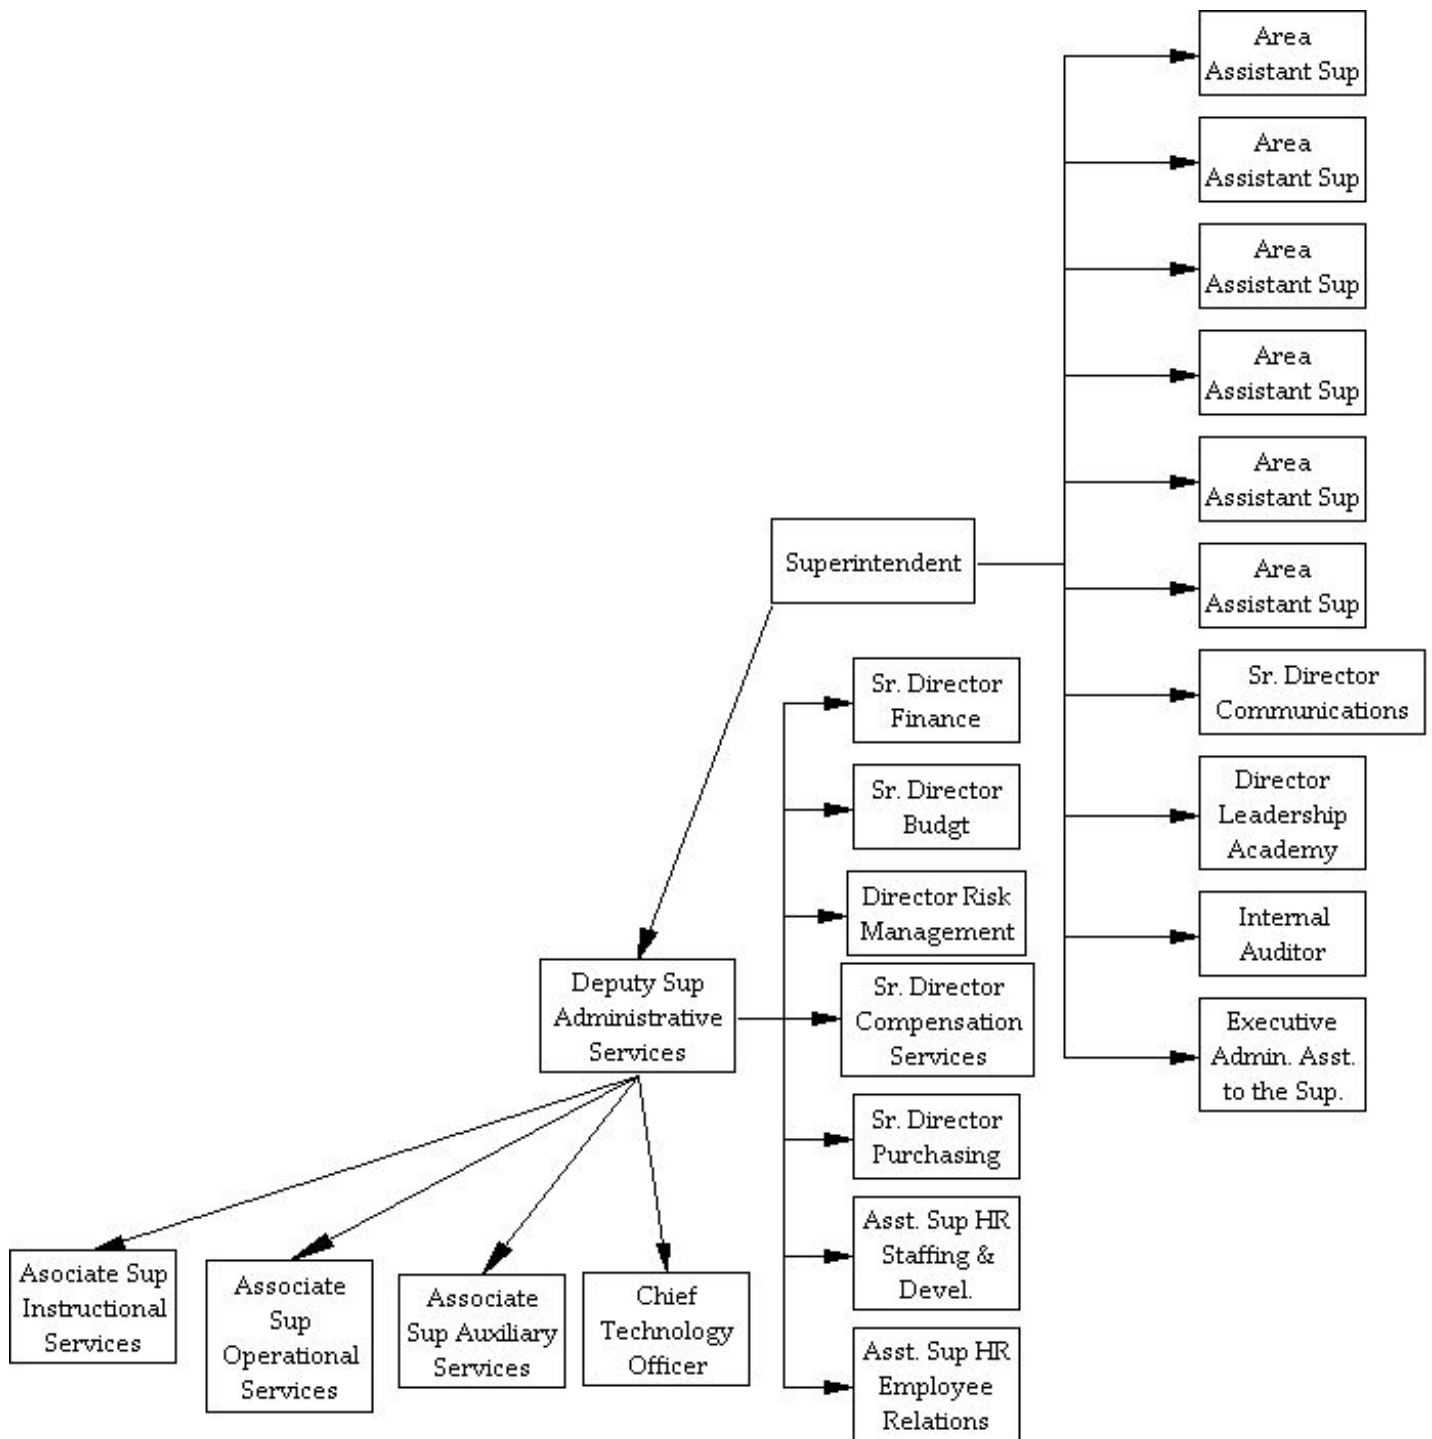 Area
Assistant Sup
Area
Assistant Sup
Area
Assistant Sup
Area
Assistant Sup
Area
Assistant Sup
Superintendent
Area
Assistant Sup
Sr. Director
Communications
Director
Leadership
Academy
Internal
Auditor
Executive
Admin. Asst.
to the Sup.
Sr. Director
Finance
Sr. Director
Budgt
Director Risk
Management
Deputy Sup
Administrative
Services
Sr. Director
Compensation
Services
Sr. Director
Purchasing
Asst. Sup HR
Staffing &
Devel.
Asst. Sup HR
Employee
Relations
Asociate Sup
Instructional
Services
Associate
Sup
Operational
Services
Associate
Sup Auxiliary
Services
Chief
Technology
Officer